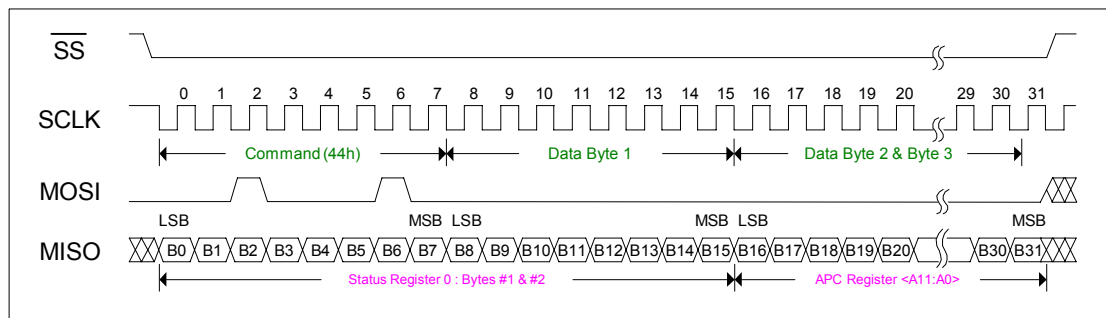 SS
0 1 2 3 4 5 6 7 8 9 10 11 12 13 14 15 16 17 18 19 20 29 30 31
SCLK
Command (44h) Data Byte 1 Data Byte 2 & Byte 3
MOSI
LSB MSB LSB MSB LSB MSB
MISO B0 B1 B2 B3 B4 B5 B6 B7 B8 B9 B10 B11 B12 B13 B14 B15 B16 B17 B18 B19 B20 B30 B31
Status Register 0 : Bytes #1 & #2 APC Register <A11:A0>